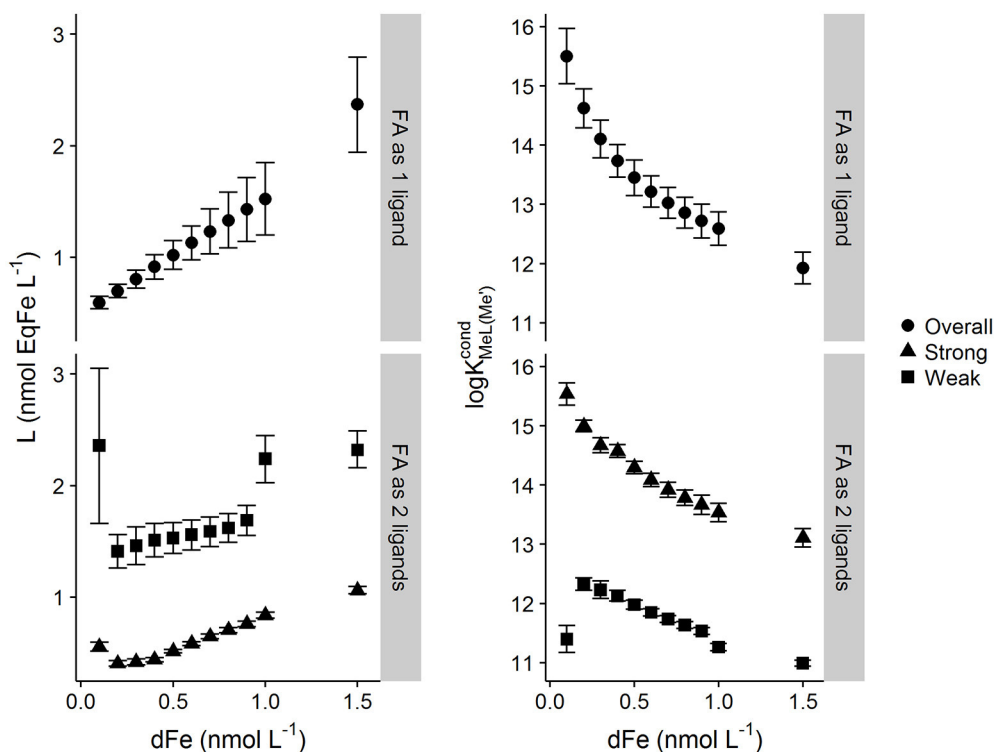 L (nmol EqFe L⁻¹)
3
2
1
FA as 1 ligand
3
2
1
FA as 2 ligands
0.0 0.5 1.0 1.5
dFe (nmol L⁻¹)
logK^cond_MeL(Me')
16
15
14
13
12
11
FA as 1 ligand
16
15
14
13
12
11
FA as 2 ligands
0.0 0.5 1.0 1.5
dFe (nmol L⁻¹)
Overall
Strong
Weak